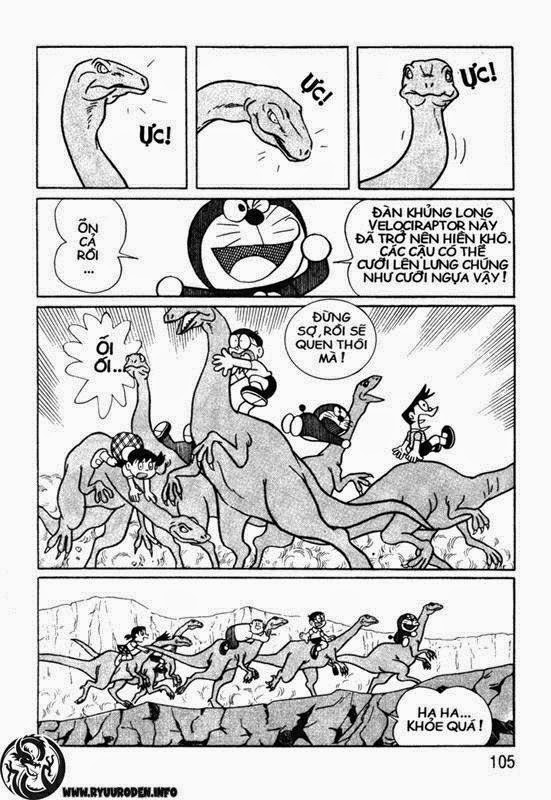 ỰC!
ỰC!
ỰC!
ỔN
CẢ
RỒI
...
ĐÀN KHỦNG LONG
VELOCIRAPTOR NÀY
ĐÃ TRỞ NÊN HIỀN KHÔ.
CÁC CẬU CÓ THỂ
CƯỠI LÊN LƯNG CHÚNG
NHƯ CƯỠI NGỰA VẬY!
ỐI
ỐI...
ĐỪNG
SỢ, RỒI SẼ
QUEN THÔI
MÀ!
HA HA...
KHỎE QUÁ!
105
WWW.RYUURODEN.INFO